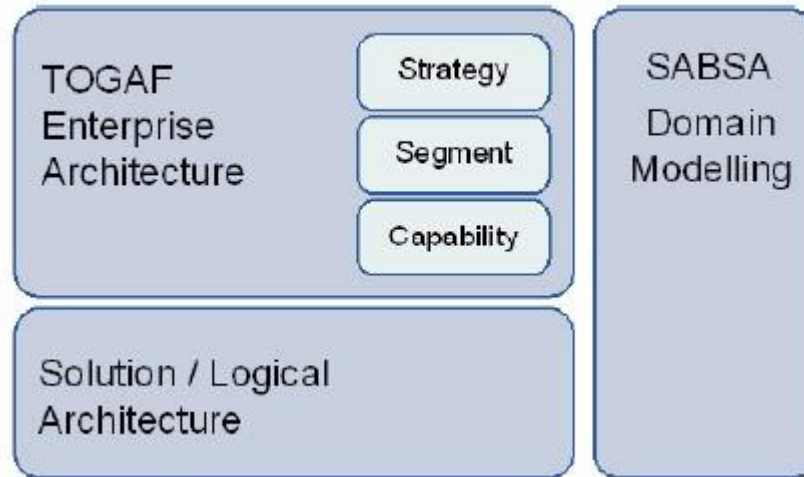 TOGAF
Enterprise
Architecture
Strategy
Segment
Capability
Solution / Logical
Architecture
SABSA
Domain
Modelling